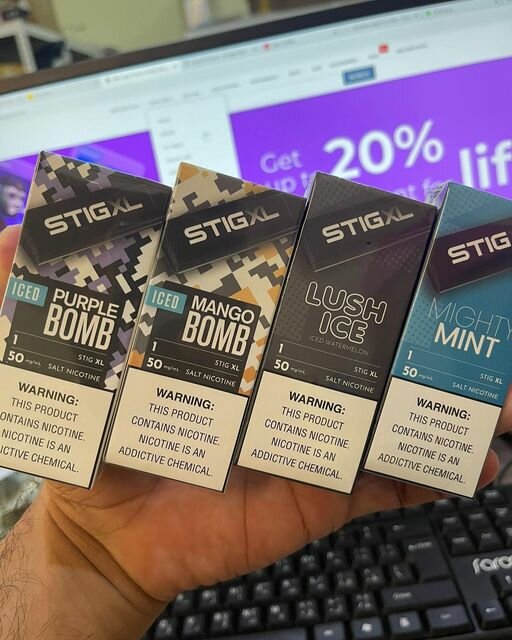 Get 20% lif
STIGXL
ICED PURPLE
BOMB
1 STIG XL
50 mg/mL SALT NICOTINE
WARNING:
THIS PRODUCT
CONTAINS NICOTINE.
NICOTINE IS AN
ADDICTIVE CHEMICAL.
STIGXL
ICED MANGO
BOMB
1 STIG XL
50 mg/mL SALT NICOTINE
WARNING:
THIS PRODUCT
CONTAINS NICOTINE.
NICOTINE IS AN
ADDICTIVE CHEMICAL.
STIGXL
LUSH
ICE
ICED WATERMELON
1 STIG XL
50 mg/mL SALT NICOTINE
WARNING:
THIS PRODUCT
CONTAINS NICOTINE.
NICOTINE IS AN
ADDICTIVE CHEMICAL.
STIG
MIGHTY
MINT
1 STIG XL
50 mg/mL SALT NICOTINE
WARNING:
THIS PRODUCT
CONTAINS NICOTINE.
NICOTINE IS AN
ADDICTIVE CHEMICAL.
faras